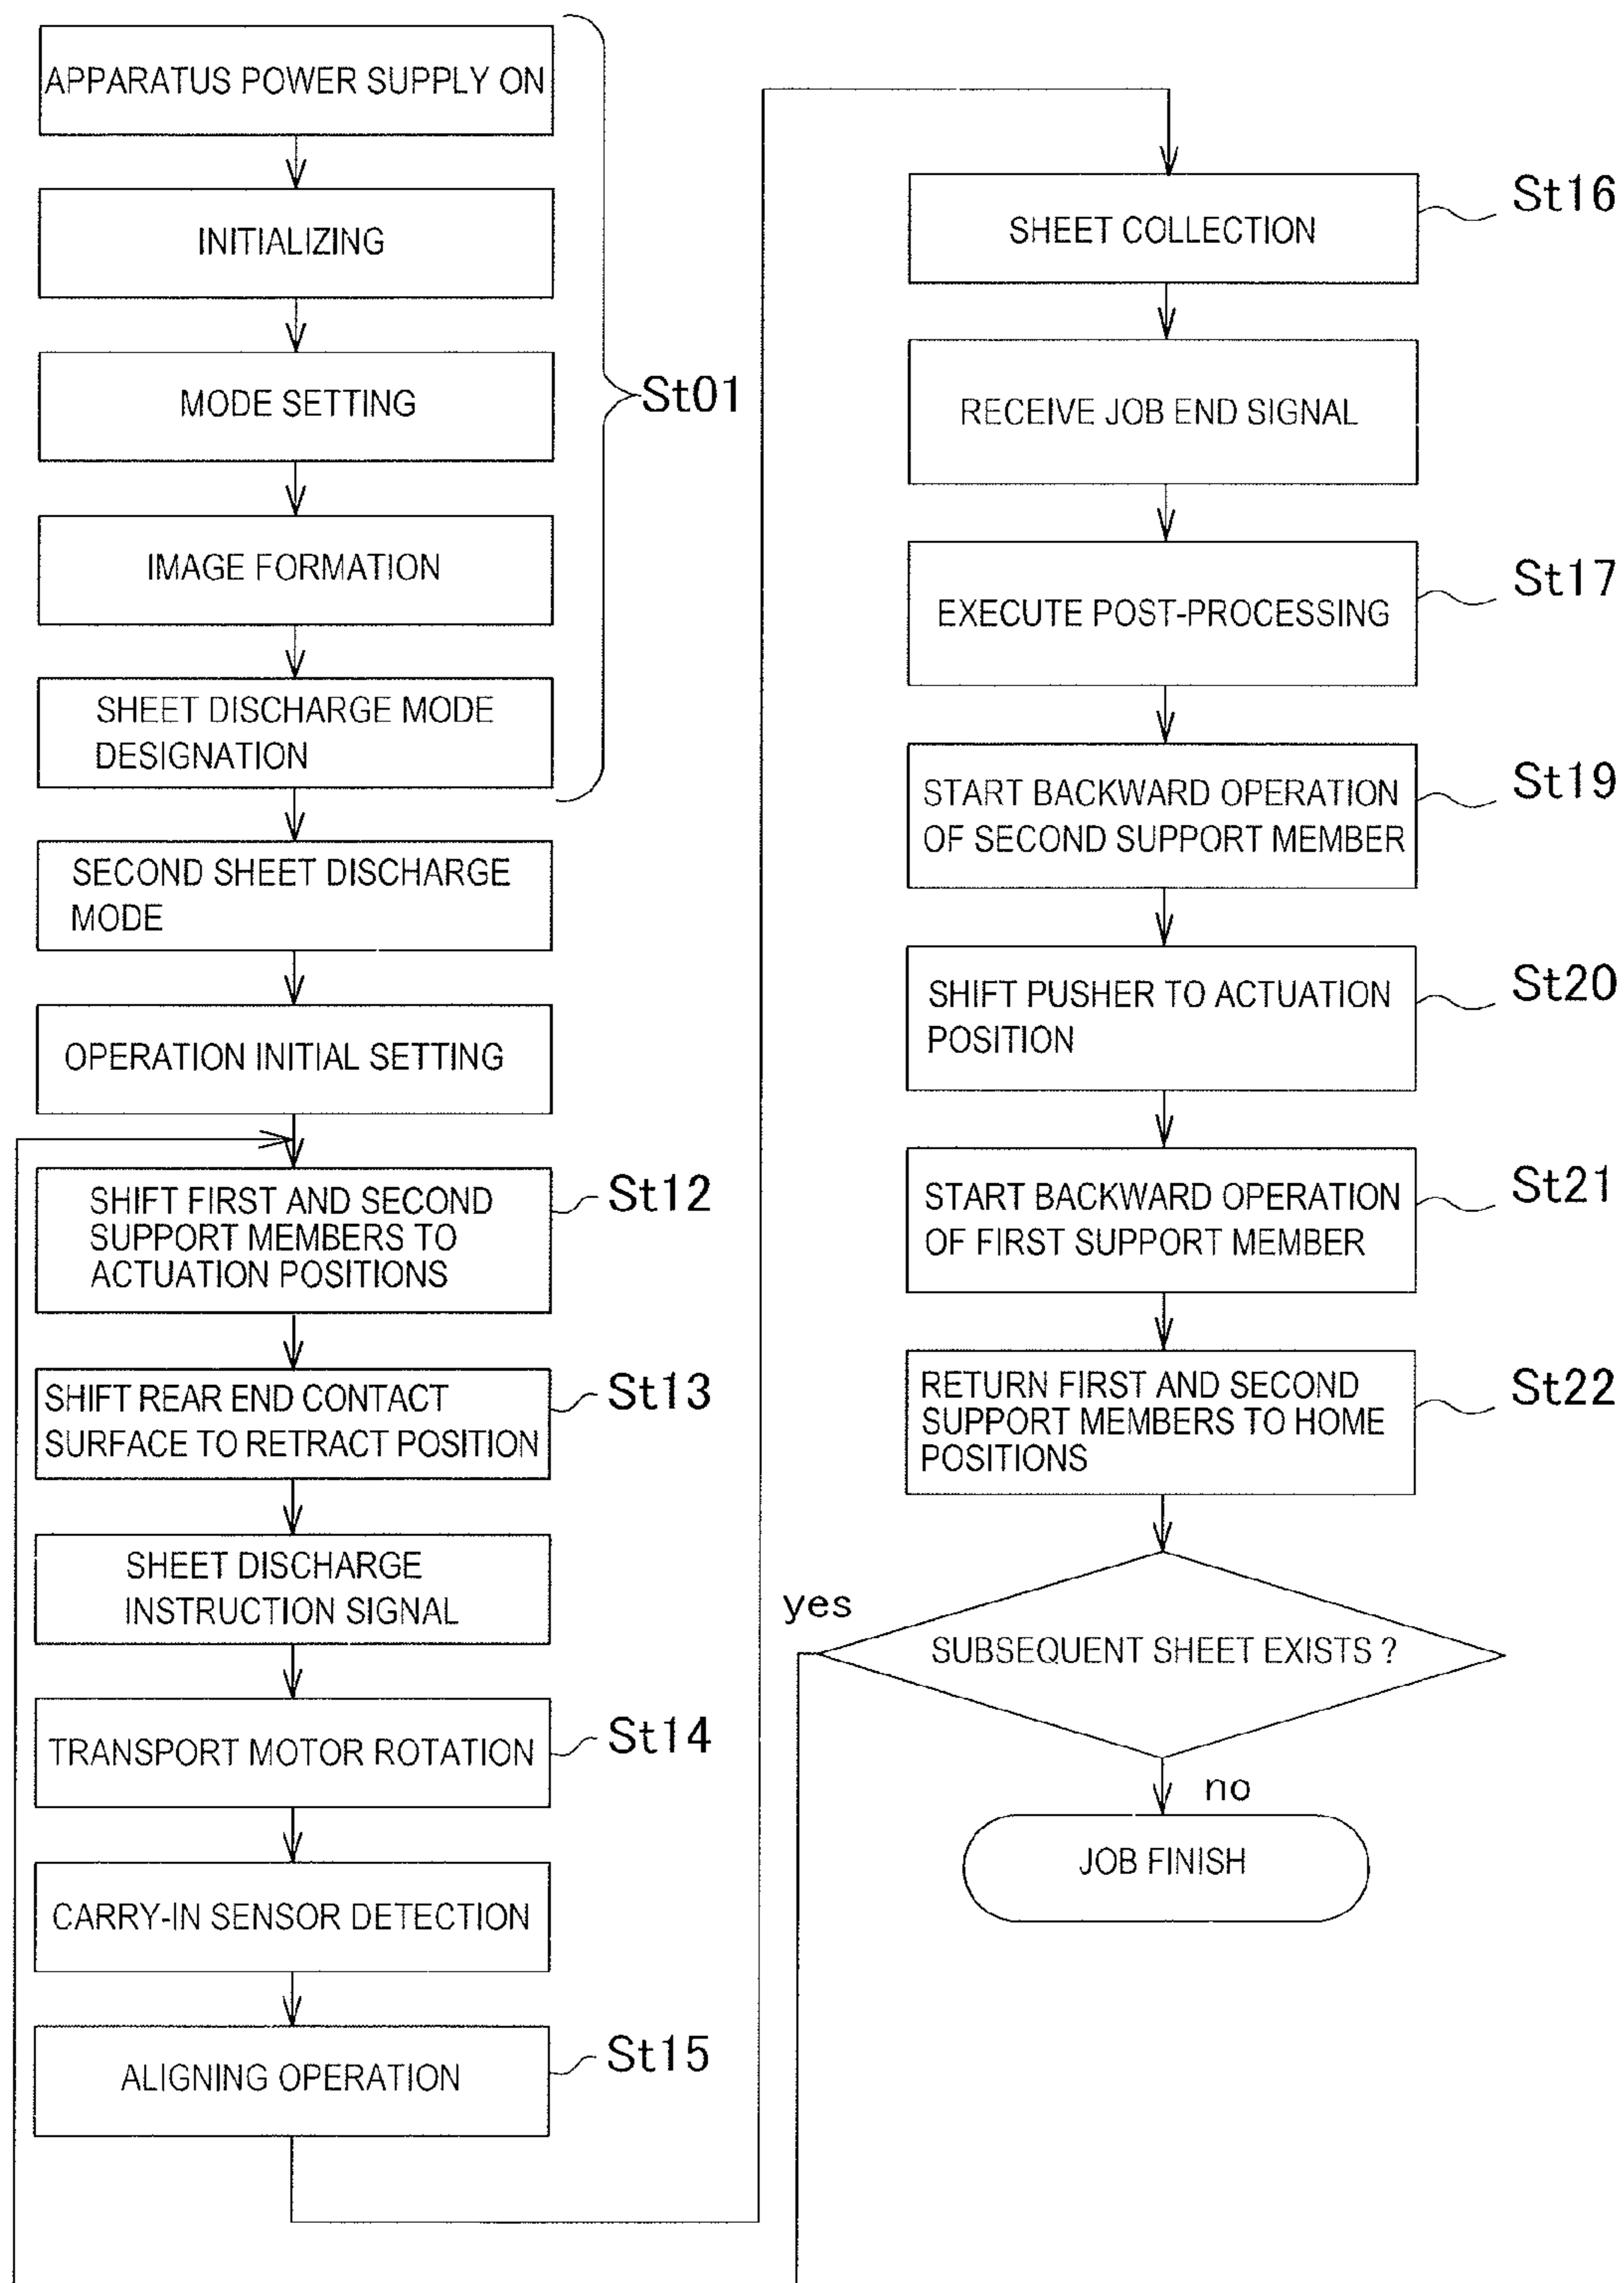 APPARATUS POWER SUPPLY ON
INITIALIZING
MODE SETTING
St01
IMAGE FORMATION
SHEET DISCHARGE MODE
DESIGNATION
SECOND SHEET DISCHARGE
MODE
OPERATION INITIAL SETTING
SHIFT FIRST AND SECOND
SUPPORT MEMBERS TO
ACTUATION POSITIONS
St12
SHIFT REAR END CONTACT
SURFACE TO RETRACT POSITION
St13
SHEET DISCHARGE
INSTRUCTION SIGNAL
TRANSPORT MOTOR ROTATION
St14
CARRY-IN SENSOR DETECTION
ALIGNING OPERATION
St15
SHEET COLLECTION
St16
RECEIVE JOB END SIGNAL
EXECUTE POST-PROCESSING
St17
START BACKWARD OPERATION
OF SECOND SUPPORT MEMBER
St19
SHIFT PUSHER TO ACTUATION
POSITION
St20
START BACKWARD OPERATION
OF FIRST SUPPORT MEMBER
St21
RETURN FIRST AND SECOND
SUPPORT MEMBERS TO HOME
POSITIONS
St22
yes
SUBSEQUENT SHEET EXISTS ?
no
JOB FINISH